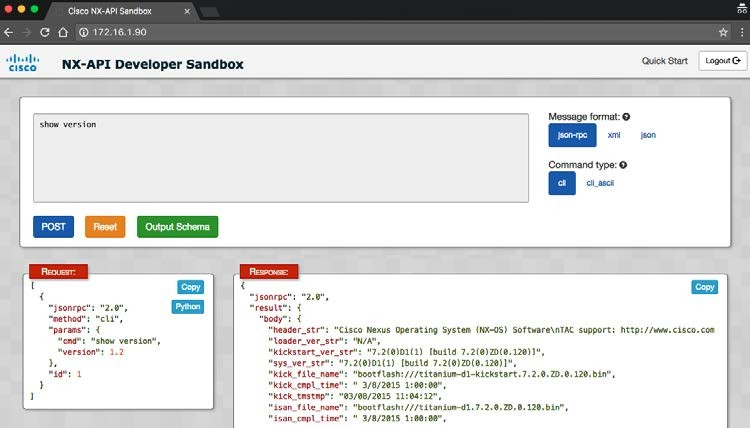 Cisco NX-API Sandbox
172.16.1.90
CISCO
NX-API Developer Sandbox
Quick Start
Logout
show version
Message format:
json-rpc xml json
Command type:
cli cli_ascii
POST Reset Output Schema
REQUEST:
Copy
Python
[
{
"jsonrpc": "2.0",
"method": "cli",
"params": {
"cmd": "show version",
"version": 1.2
},
"id": 1
}
]
RESPONSE:
Copy
{
"jsonrpc": "2.0",
"result": {
"body": {
"header_str": "Cisco Nexus Operating System (NX-OS) Software\nTAC support: http://www.cisco.com
"loader_ver_str": "N/A",
"kickstart_ver_str": "7.2(0)D1(1) [build 7.2(0)ZD(0.120)]",
"sys_ver_str": "7.2(0)D1(1) [build 7.2(0)ZD(0.120)]",
"kick_file_name": "bootflash:///titanium-d1-kickstart.7.2.0.ZD.0.120.bin",
"kick_cmpl_time": " 3/8/2015 1:00:00",
"kick_tmstmp": "03/08/2015 11:04:12",
"isan_file_name": "bootflash:///titanium-d1.7.2.0.ZD.0.120.bin",
"isan_cmpl_time": " 3/8/2015 1:00:00",